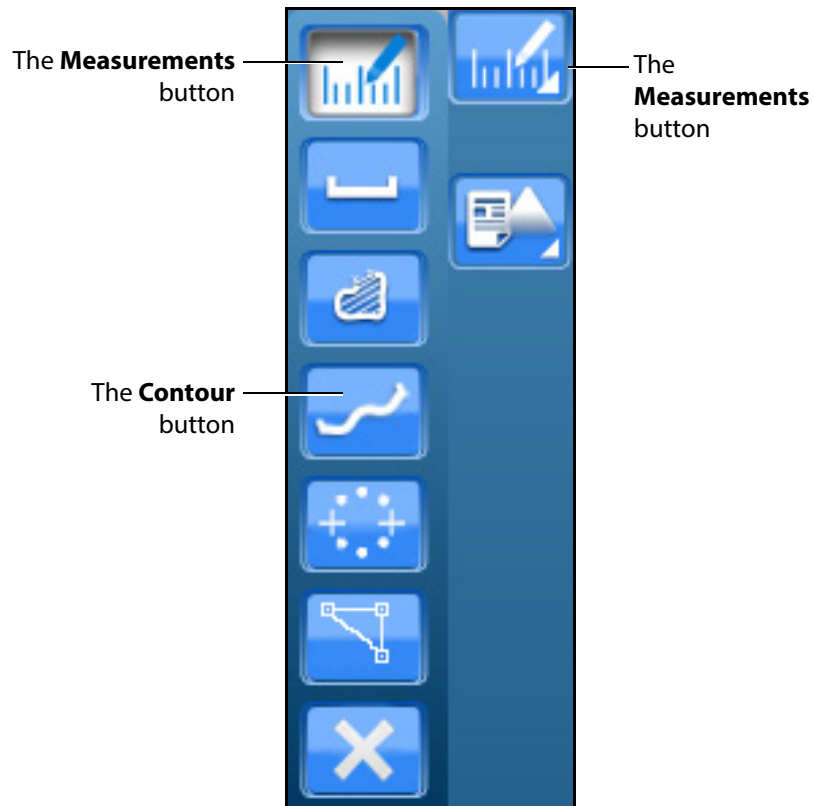 The Measurements
button
The
Measurements
button
The Contour
button